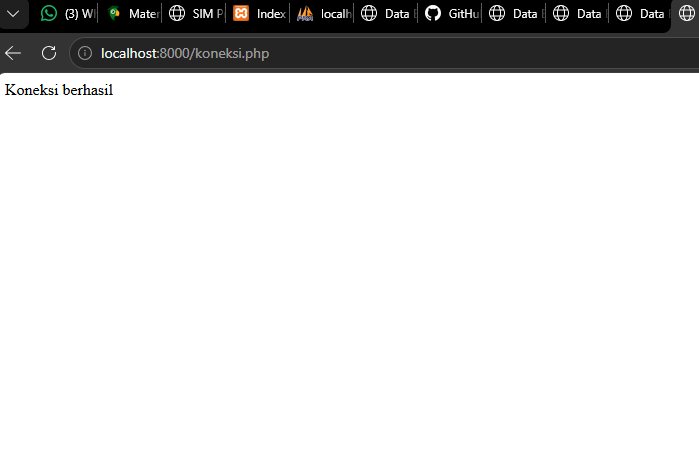 (3) W
Mater
SIM P
Index
localh
Data
GitHu
Data
Data
Data
localhost:8000/koneksi.php
Koneksi berhasil